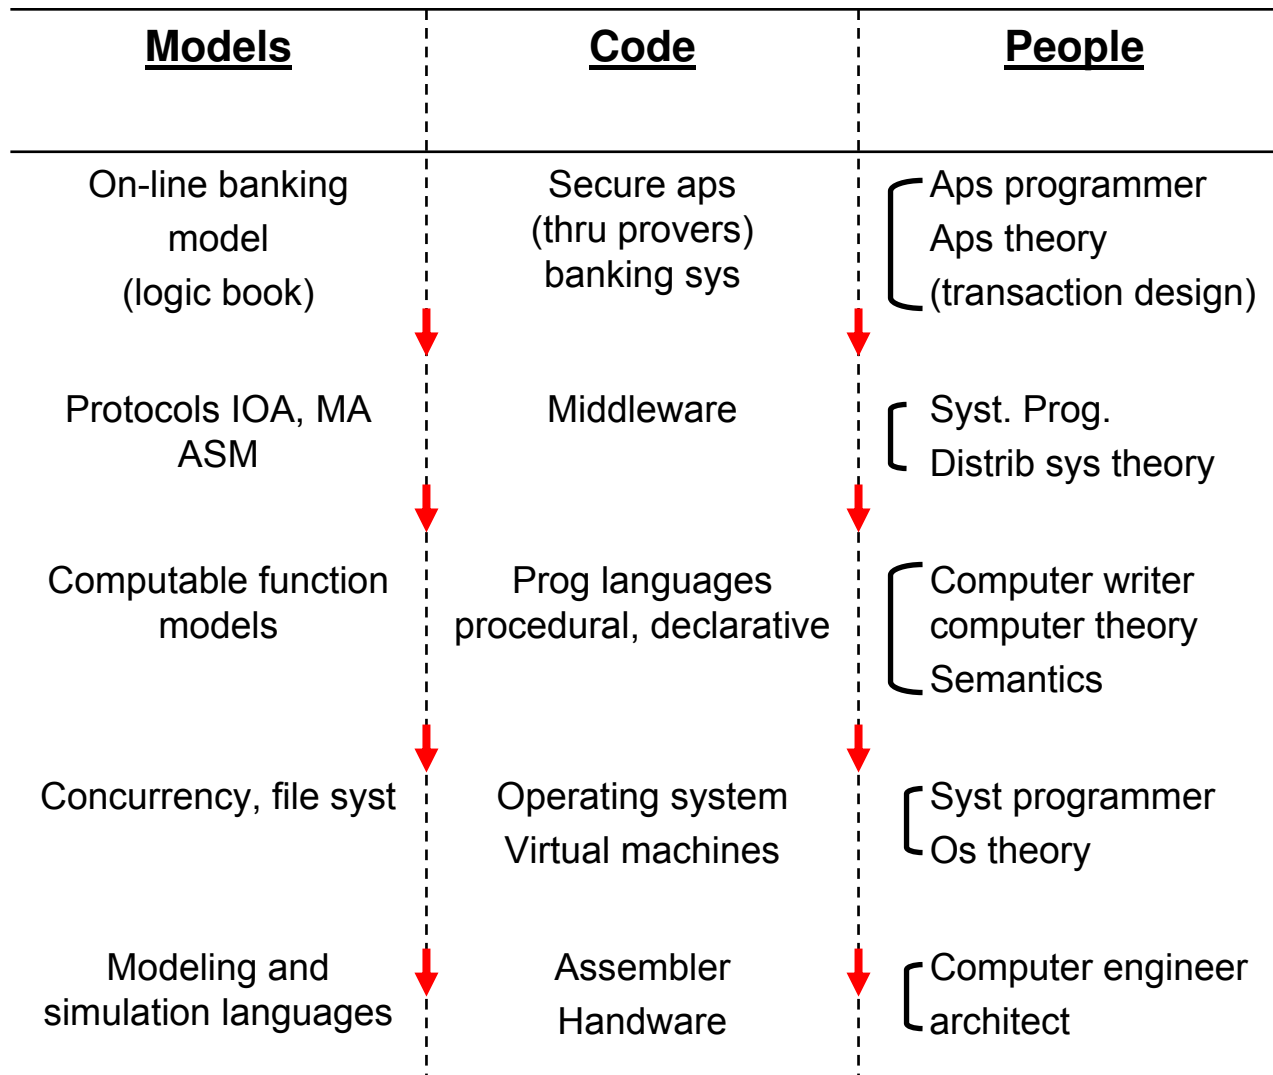 Models
Code
People
On-line banking
model
(logic book)
Secure aps
(thru provers)
banking sys
Aps programmer
Aps theory
(transaction design)
Protocols IOA, MA
ASM
Middleware
Syst. Prog.
Distrib sys theory
Computable function
models
Prog languages
procedural, declarative
Computer writer
computer theory
Semantics
Concurrency, file syst
Operating system
Virtual machines
Syst programmer
Os theory
Modeling and
simulation languages
Assembler
Handware
Computer engineer
architect